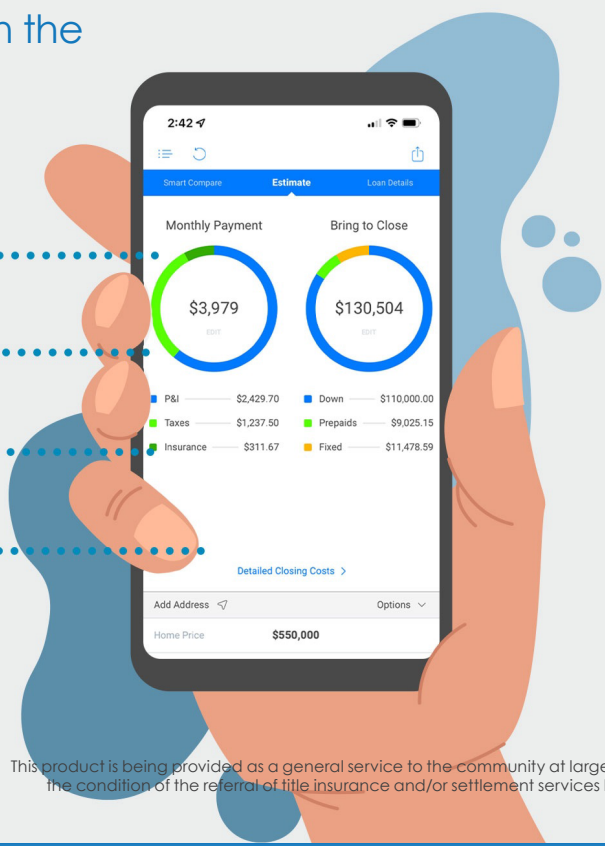 n the
2:42
Smart Compare Estimate Loan Details
Monthly Payment Bring to Close
$3,979 $130,504
EDIT EDIT
P&I $2,429.70 Down $110,000.00
Taxes $1,237.50 Prepaids $9,025.15
Insurance $311.67 Fixed $11,478.59
Detailed Closing Costs >
Add Address Options
Home Price $550,000
This product is being provided as a general service to the community at large
the condition of the referral of title insurance and/or settlement services